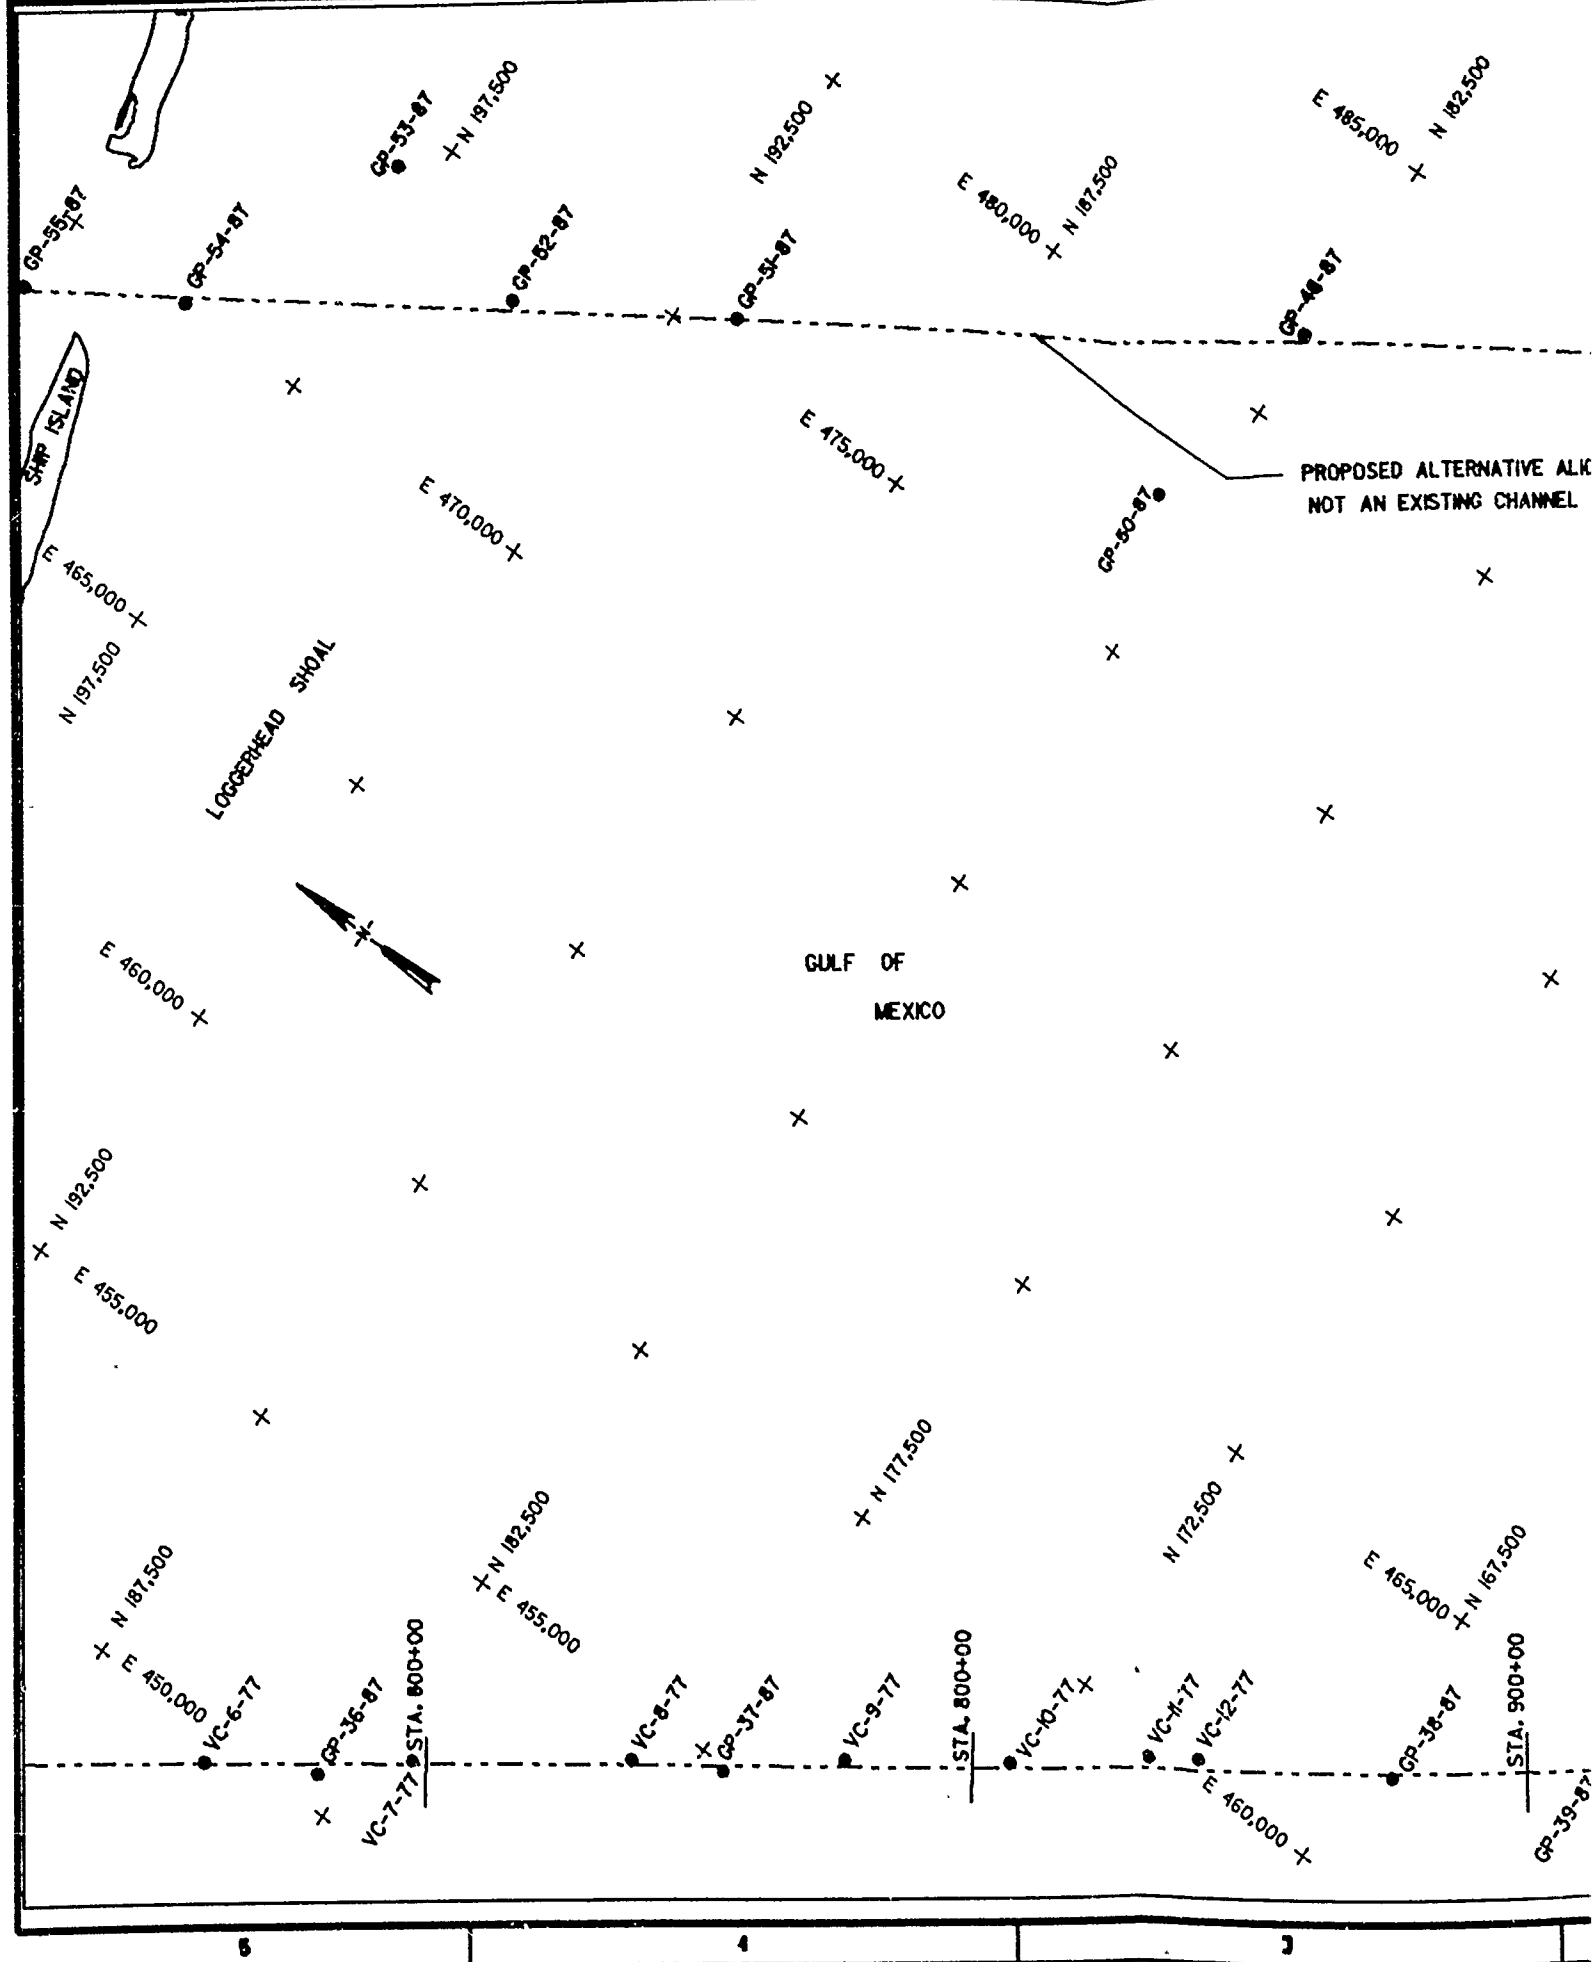 N 197,500
GP-53-87
N 192,500
E 485,000
N 182,500
E 480,000
N 187,500
GP-55-87
GP-54-87
GP-52-87
GP-51-87
GP-48-87
SHIP ISLAND
E 475,000
E 470,000
PROPOSED ALTERNATIVE
NOT AN EXISTING CHANNEL
GP-50-87
E 465,000
N 197,500
LOGGERHEAD SHOAL
N
E 460,000
GULF OF
MEXICO
N 192,500
E 455,000
N 177,500
N 182,500
E 455,000
N 172,500
N 187,500
E 450,000
E 465,000
N 167,500
VC-6-77
GP-36-87
VC-7-77
VC-8-77
GP-37-87
VC-9-77
STA. 800+00
VC-10-77
VC-11-77
VC-12-77
E 460,000
GP-38-87
STA. 900+00
GP-39-87
5
4
3